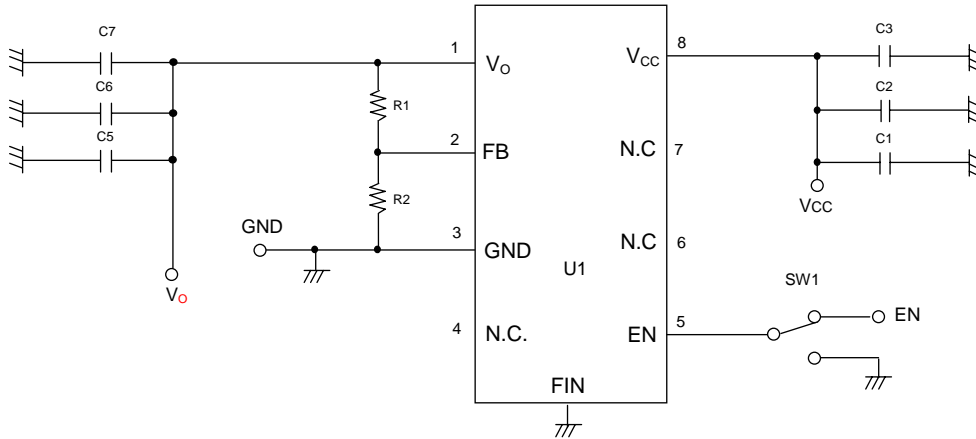 C7
C6
C5
VO
R1
R2
GND
1
2
3
4
VO
FB
GND
N.C.
U1
FIN
VCC
N.C
N.C
EN
8
7
6
5
C3
C2
C1
VCC
SW1
EN